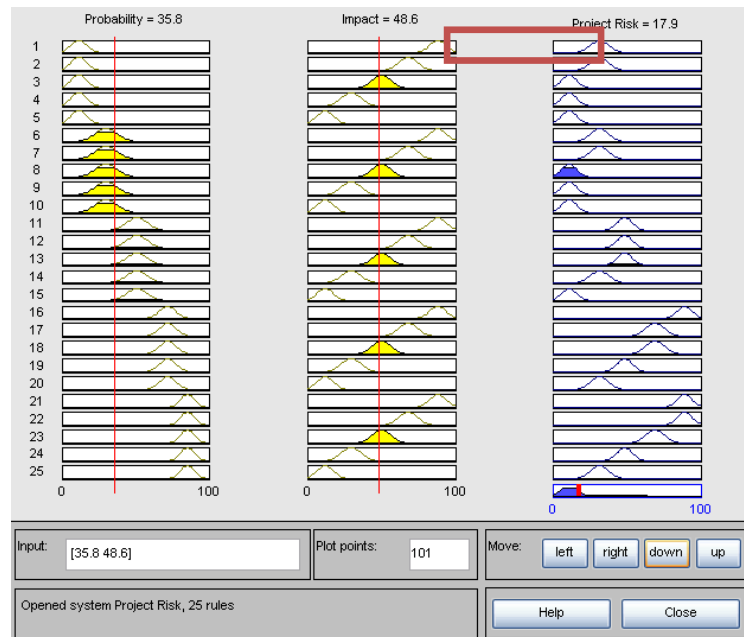 Probability = 35.8
Impact = 48.6
Project Risk = 17.9
1
2
3
4
5
6
7
8
9
10
11
12
13
14
15
16
17
18
19
20
21
22
23
24
25
0
100
0
100
0
100
Input:
[35.8 48.6]
Plot points:
101
Move:
left
right
down
up
Opened system Project Risk, 25 rules
Help
Close